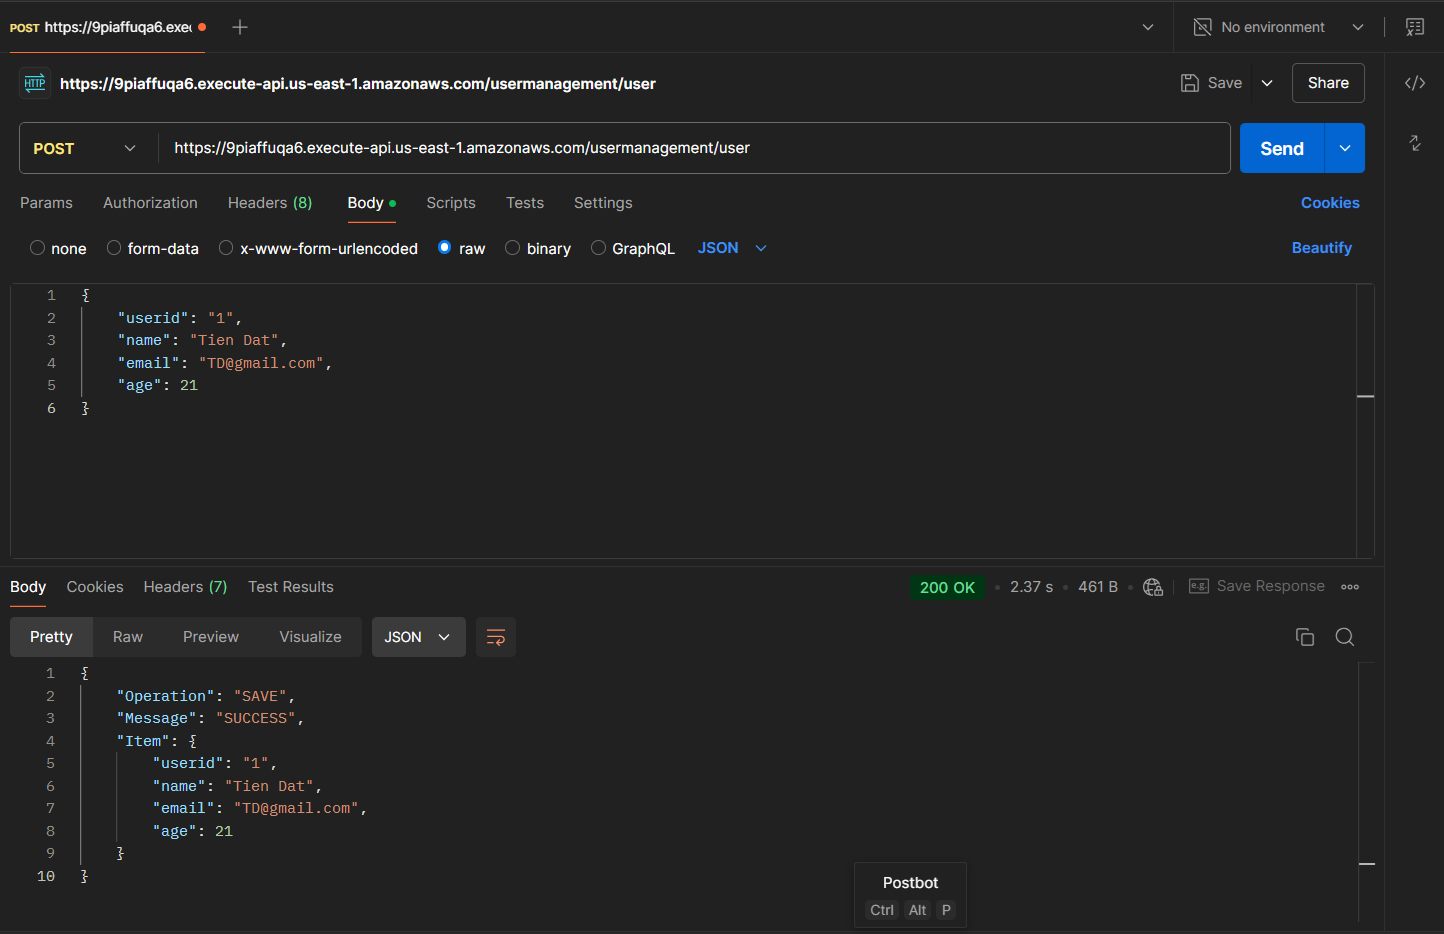 POST https://9piaffuqa6.exec
No environment
HTTP https://9piaffuqa6.execute-api.us-east-1.amazonaws.com/usermanagement/user
Save
Share
POST https://9piaffuqa6.execute-api.us-east-1.amazonaws.com/usermanagement/user
Send
Params Authorization Headers (8) Body Scripts Tests Settings Cookies
none form-data x-www-form-urlencoded raw binary GraphQL JSON Beautify
1 {
2 "userid": "1",
3 "name": "Tien Dat",
4 "email": "TD@gmail.com",
5 "age": 21
6 }
Body Cookies Headers (7) Test Results 200 OK 2.37 s 461 B e.g. Save Response
Pretty Raw Preview Visualize JSON
1 {
2 "Operation": "SAVE",
3 "Message": "SUCCESS",
4 "Item": {
5 "userid": "1",
6 "name": "Tien Dat",
7 "email": "TD@gmail.com",
8 "age": 21
9 }
10 }
Postbot
Ctrl Alt P